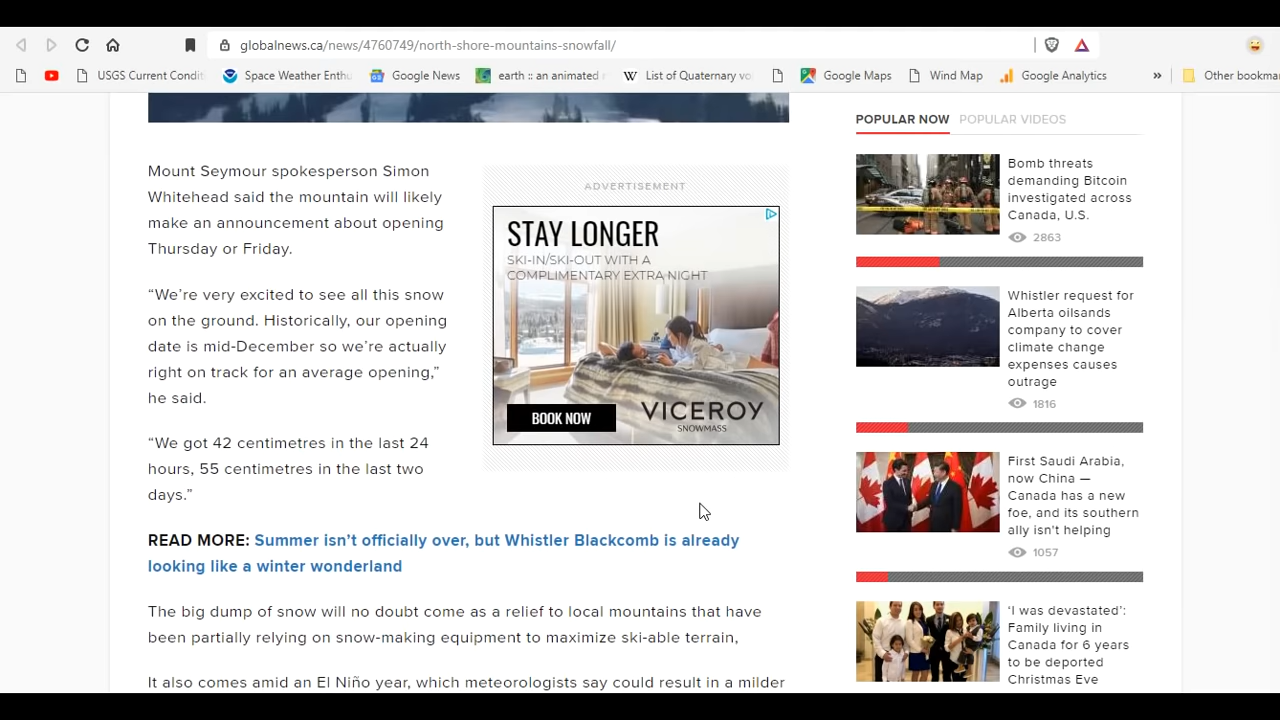 globalnews.ca/news/4760749/north-shore-mountains-snowfall/
USGS Current Condit
Space Weather Enthu
Google News
earth :: an animated
List of Quaternary vo
Google Maps
Wind Map
Google Analytics
»
Other bookma
Mount Seymour spokesperson Simon
Whitehead said the mountain will likely
make an announcement about opening
Thursday or Friday.
“We’re very excited to see all this snow
on the ground. Historically, our opening
date is mid-December so we’re actually
right on track for an average opening,”
he said.
“We got 42 centimetres in the last 24
hours, 55 centimetres in the last two
days.”
ADVERTISEMENT
STAY LONGER
SKI-IN/SKI-OUT WITH A
COMPLIMENTARY EXTRA NIGHT
BOOK NOW
VICEROY
SNOWMASS
READ MORE: Summer isn’t officially over, but Whistler Blackcomb is already
looking like a winter wonderland
The big dump of snow will no doubt come as a relief to local mountains that have
been partially relying on snow-making equipment to maximize ski-able terrain,
It also comes amid an El Niño year, which meteorologists say could result in a milder
POPULAR NOW POPULAR VIDEOS
Bomb threats
demanding Bitcoin
investigated across
Canada, U.S.
2863
Whistler request for
Alberta oilsands
company to cover
climate change
expenses causes
outrage
1816
First Saudi Arabia,
now China —
Canada has a new
foe, and its southern
ally isn't helping
1057
‘I was devastated’:
Family living in
Canada for 6 years
to be deported
Christmas Eve